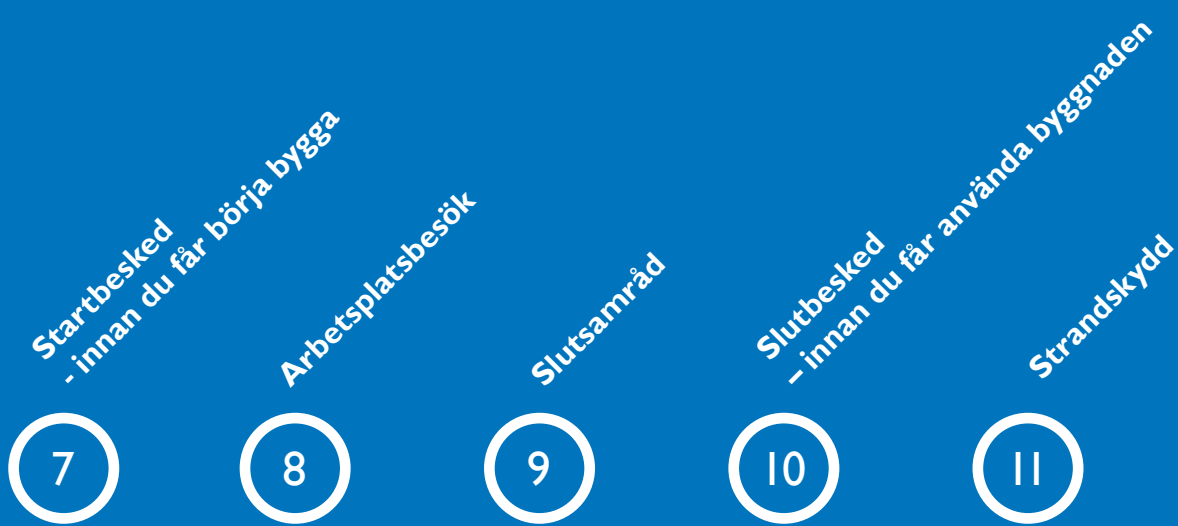 Startbesked
- innan du får börja bygga
Arbetsplatsbesök
Slutsamråd
Slutbesked
– innan du får använda byggnaden
Strandskydd
7
8
9
10
11